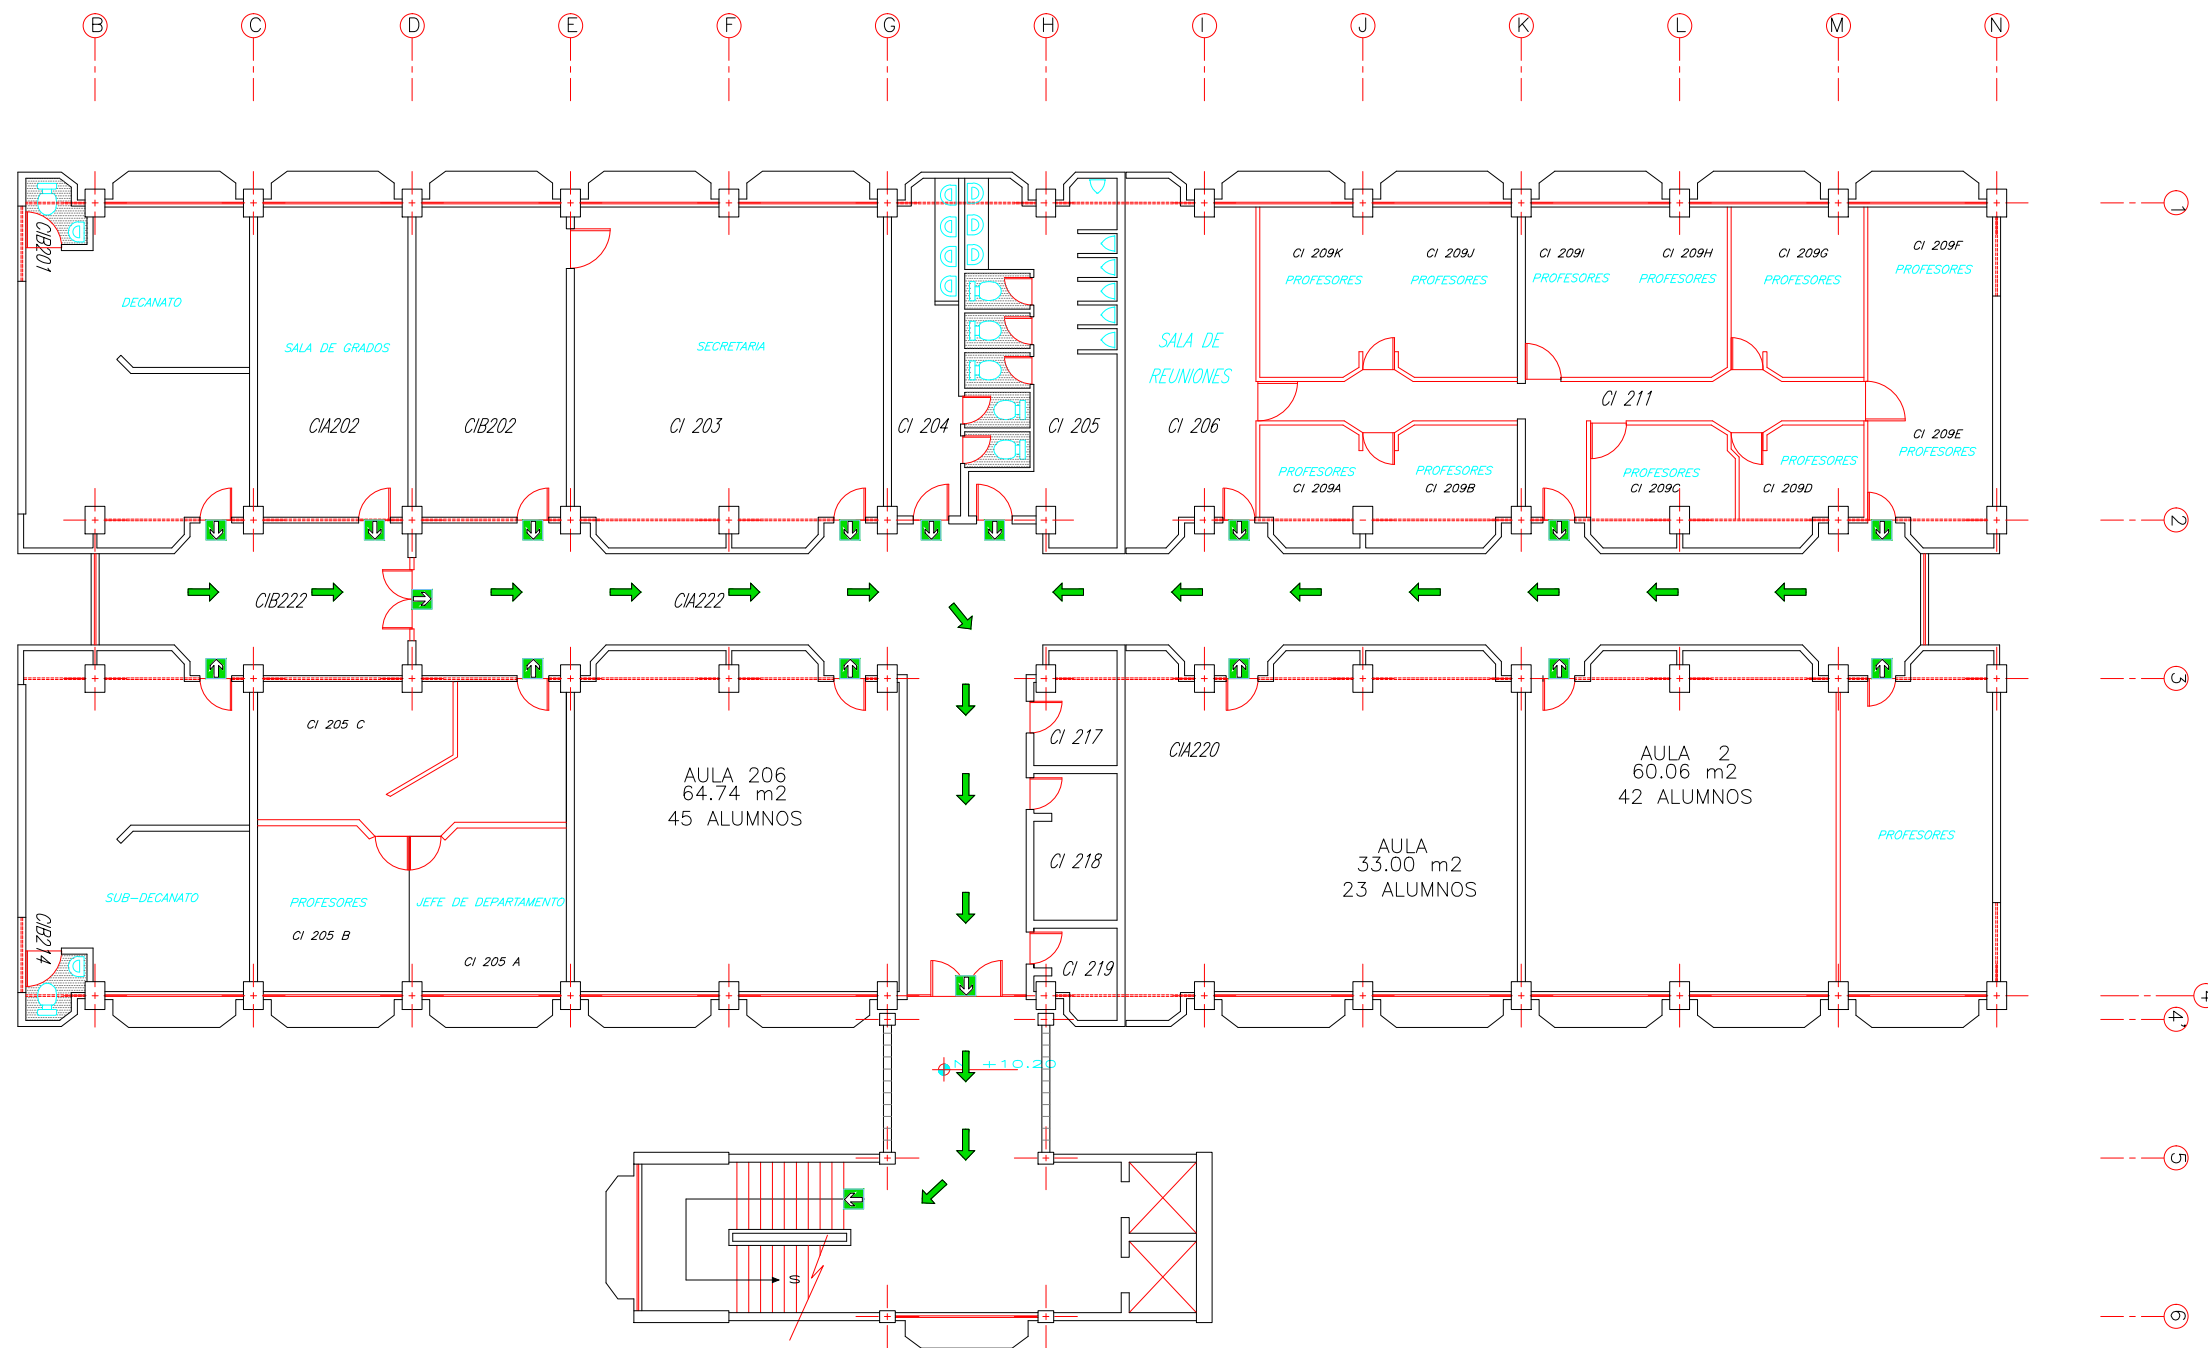 B C D E F G H I J K L M N
1
CIB201
DECANATO
SALA DE GRADOS
CIA202
CIB202
SECRETARIA
CI 203
CI 204
CI 205
SALA DE
REUNIONES
CI 206
CI 209K
PROFESORES
CI 209J
PROFESORES
CI 209I
PROFESORES
CI 209H
PROFESORES
CI 209G
PROFESORES
CI 209F
PROFESORES
CI 211
CI 209E
PROFESORES
PROFESORES
CI 209A
PROFESORES
CI 209B
PROFESORES
CI 209C
PROFESORES
CI 209D
2
CIB222
CIA222
3
CI 205 C
AULA 206
64.74 m2
45 ALUMNOS
CI 217
CI 218
CI 219
CIA220
AULA
33.00 m2
23 ALUMNOS
AULA 2
60.06 m2
42 ALUMNOS
PROFESORES
SUB-DECANATO
CIB214
PROFESORES
CI 205 B
JEFE DE DEPARTAMENTO
CI 205 A
4
4'
N +10.20
5
S
6